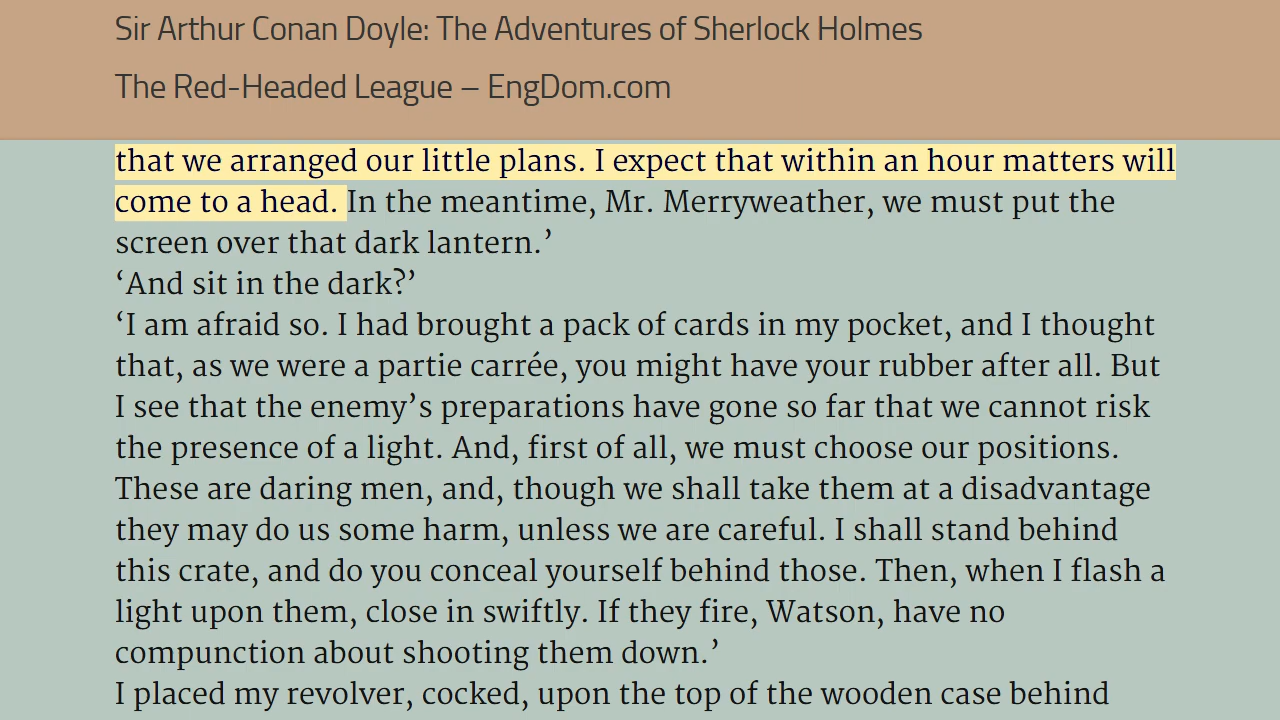 Sir Arthur Conan Doyle: The Adventures of Sherlock Holmes
The Red-Headed League – EngDom.com
that we arranged our little plans. I expect that within an hour matters will
come to a head. In the meantime, Mr. Merryweather, we must put the
screen over that dark lantern.’
‘And sit in the dark?’
‘I am afraid so. I had brought a pack of cards in my pocket, and I thought
that, as we were a partie carrée, you might have your rubber after all. But
I see that the enemy’s preparations have gone so far that we cannot risk
the presence of a light. And, first of all, we must choose our positions.
These are daring men, and, though we shall take them at a disadvantage
they may do us some harm, unless we are careful. I shall stand behind
this crate, and do you conceal yourself behind those. Then, when I flash a
light upon them, close in swiftly. If they fire, Watson, have no
compunction about shooting them down.’
I placed my revolver, cocked, upon the top of the wooden case behind